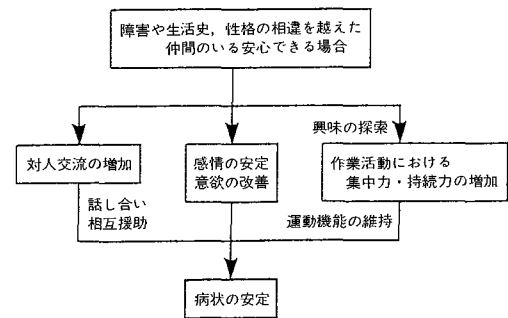 障害や生活史，性格の相違を越えた
仲間のいる安心できる場合
興味の探索
対人交流の増加
感情の安定
意欲の改善
作業活動における
集中力・持続力の増加
話し合い
相互援助
運動機能の維持
病状の安定